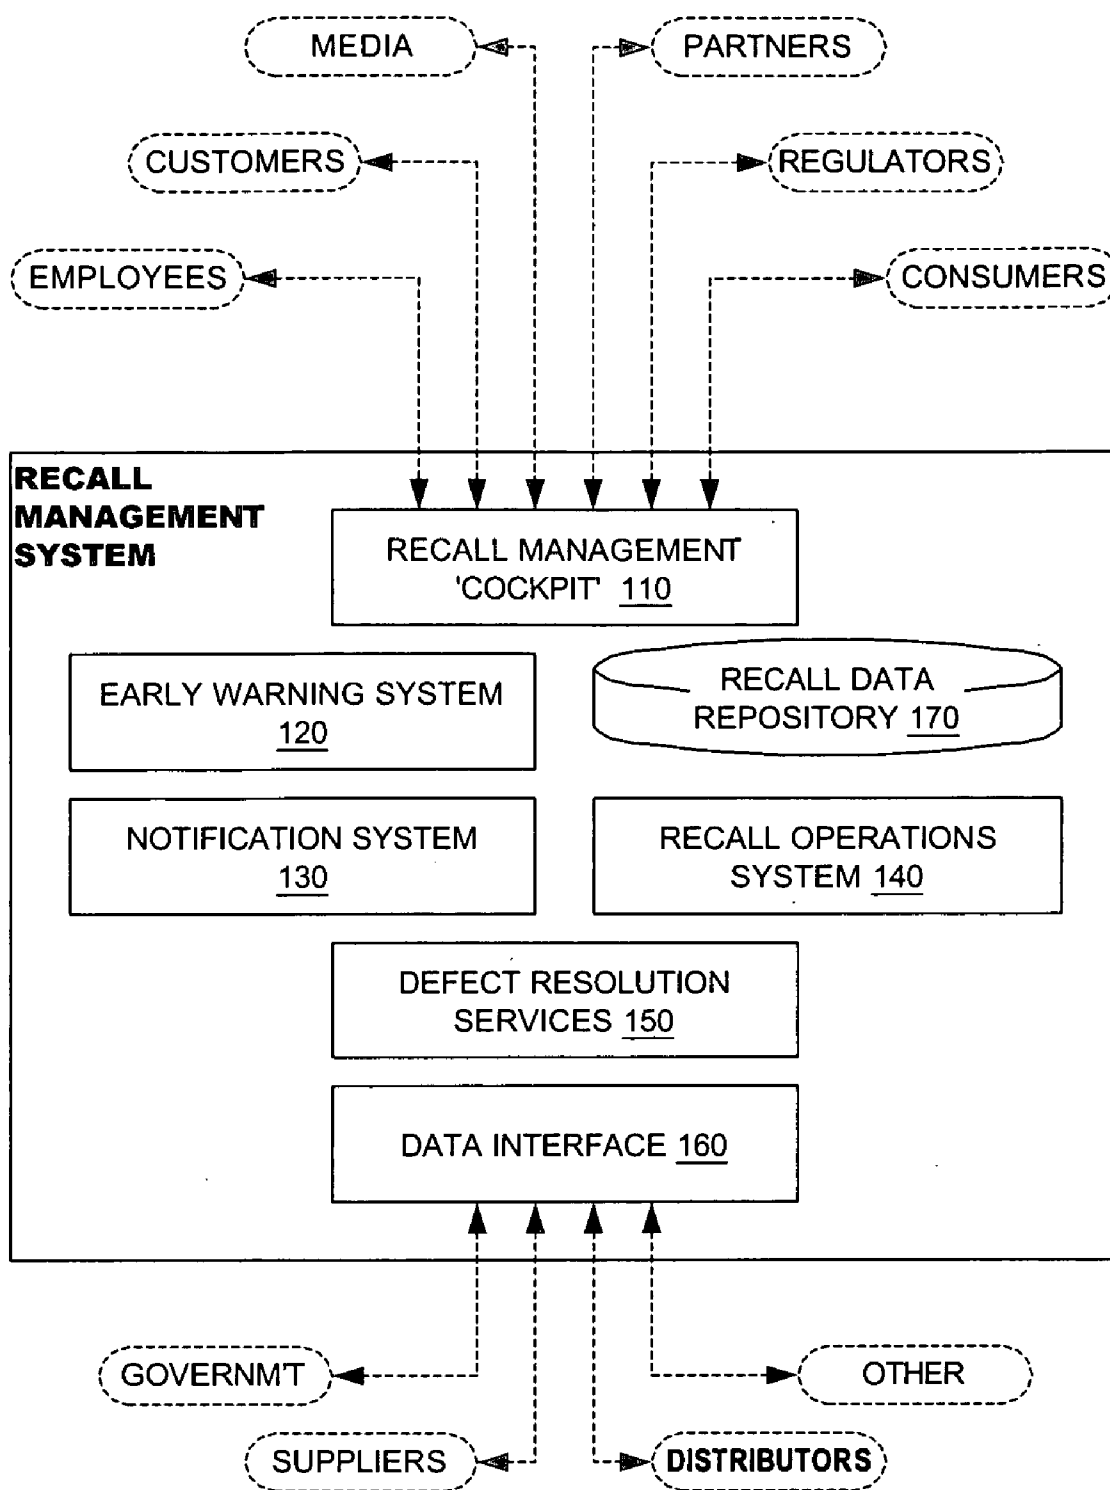 MEDIA
PARTNERS
CUSTOMERS
REGULATORS
EMPLOYEES
CONSUMERS
RECALL
MANAGEMENT
SYSTEM
RECALL MANAGEMENT
'COCKPIT' 110
EARLY WARNING SYSTEM
120
RECALL DATA
REPOSITORY 170
NOTIFICATION SYSTEM
130
RECALL OPERATIONS
SYSTEM 140
DEFECT RESOLUTION
SERVICES 150
DATA INTERFACE 160
GOVERNM'T
OTHER
SUPPLIERS
DISTRIBUTORS